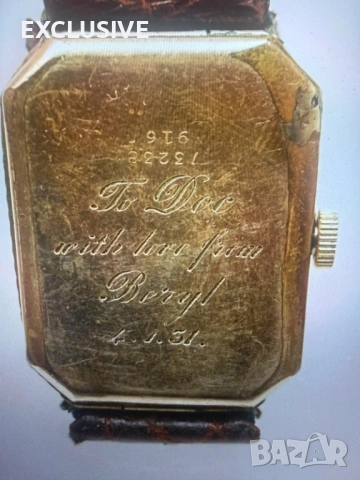 EXCLUSIVE
73238
916
To Doc
with love from
Beryl
4.1.31.
BAZAR